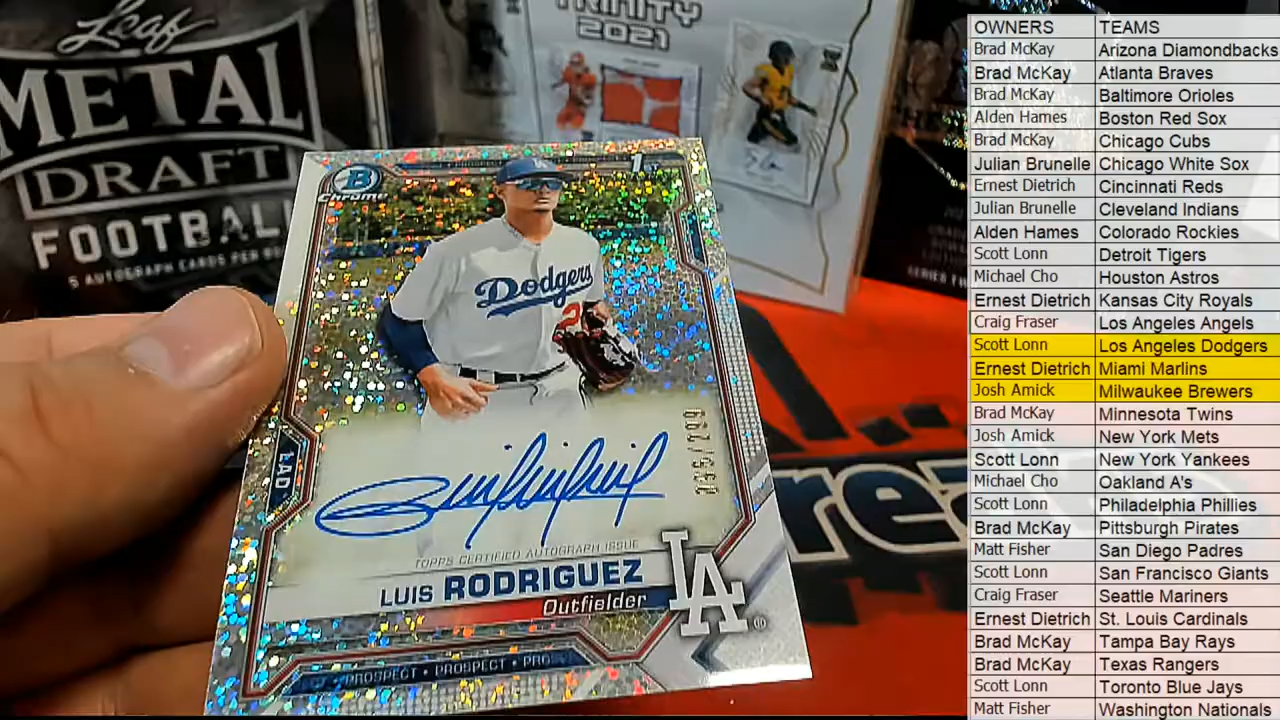 Leaf
METAL
DRAFT
FOOTBALL
5 AUTOGRAPH CARDS PER
TRINITY
2021
PROSPECT
1st
B
Chrome
Dodgers
2
LAD
TOPPS CERTIFIED AUTOGRAPH ISSUE
LUIS RODRIGUEZ
Outfielder
LA
PROSPECT • PROSPECT •
OWNERS TEAMS
Brad McKay Arizona Diamondbacks
Brad McKay Atlanta Braves
Brad McKay Baltimore Orioles
Alden Hames Boston Red Sox
Brad McKay Chicago Cubs
Julian Brunelle Chicago White Sox
Ernest Dietrich Cincinnati Reds
Julian Brunelle Cleveland Indians
Alden Hames Colorado Rockies
Scott Lonn Detroit Tigers
Michael Cho Houston Astros
Ernest Dietrich Kansas City Royals
Craig Fraser Los Angeles Angels
Scott Lonn Los Angeles Dodgers
Ernest Dietrich Miami Marlins
Josh Amick Milwaukee Brewers
Brad McKay Minnesota Twins
Josh Amick New York Mets
Scott Lonn New York Yankees
Michael Cho Oakland A's
Scott Lonn Philadelphia Phillies
Brad McKay Pittsburgh Pirates
Matt Fisher San Diego Padres
Scott Lonn San Francisco Giants
Craig Fraser Seattle Mariners
Ernest Dietrich St. Louis Cardinals
Brad McKay Tampa Bay Rays
Brad McKay Texas Rangers
Scott Lonn Toronto Blue Jays
Matt Fisher Washington Nationals